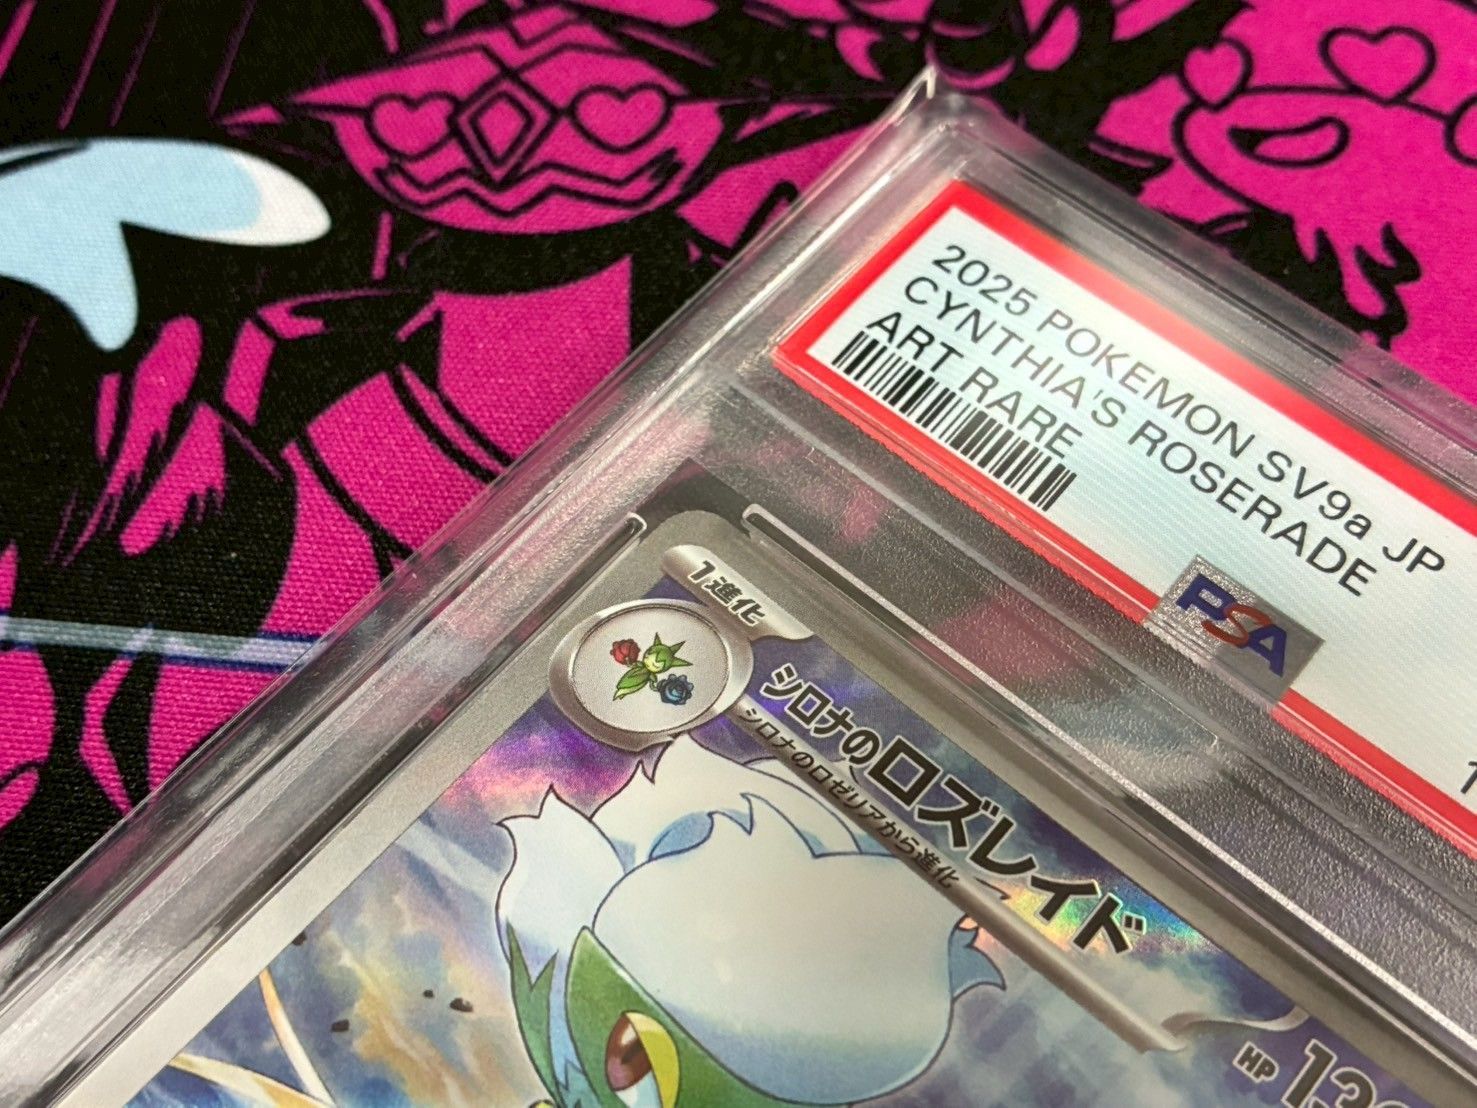 2025 POKEMON SV9a JP
CYNTHIA'S ROSERADE
ART RARE
PSA
1進化
シロナのロズレイド
シロナのロゼリアから進化
HP